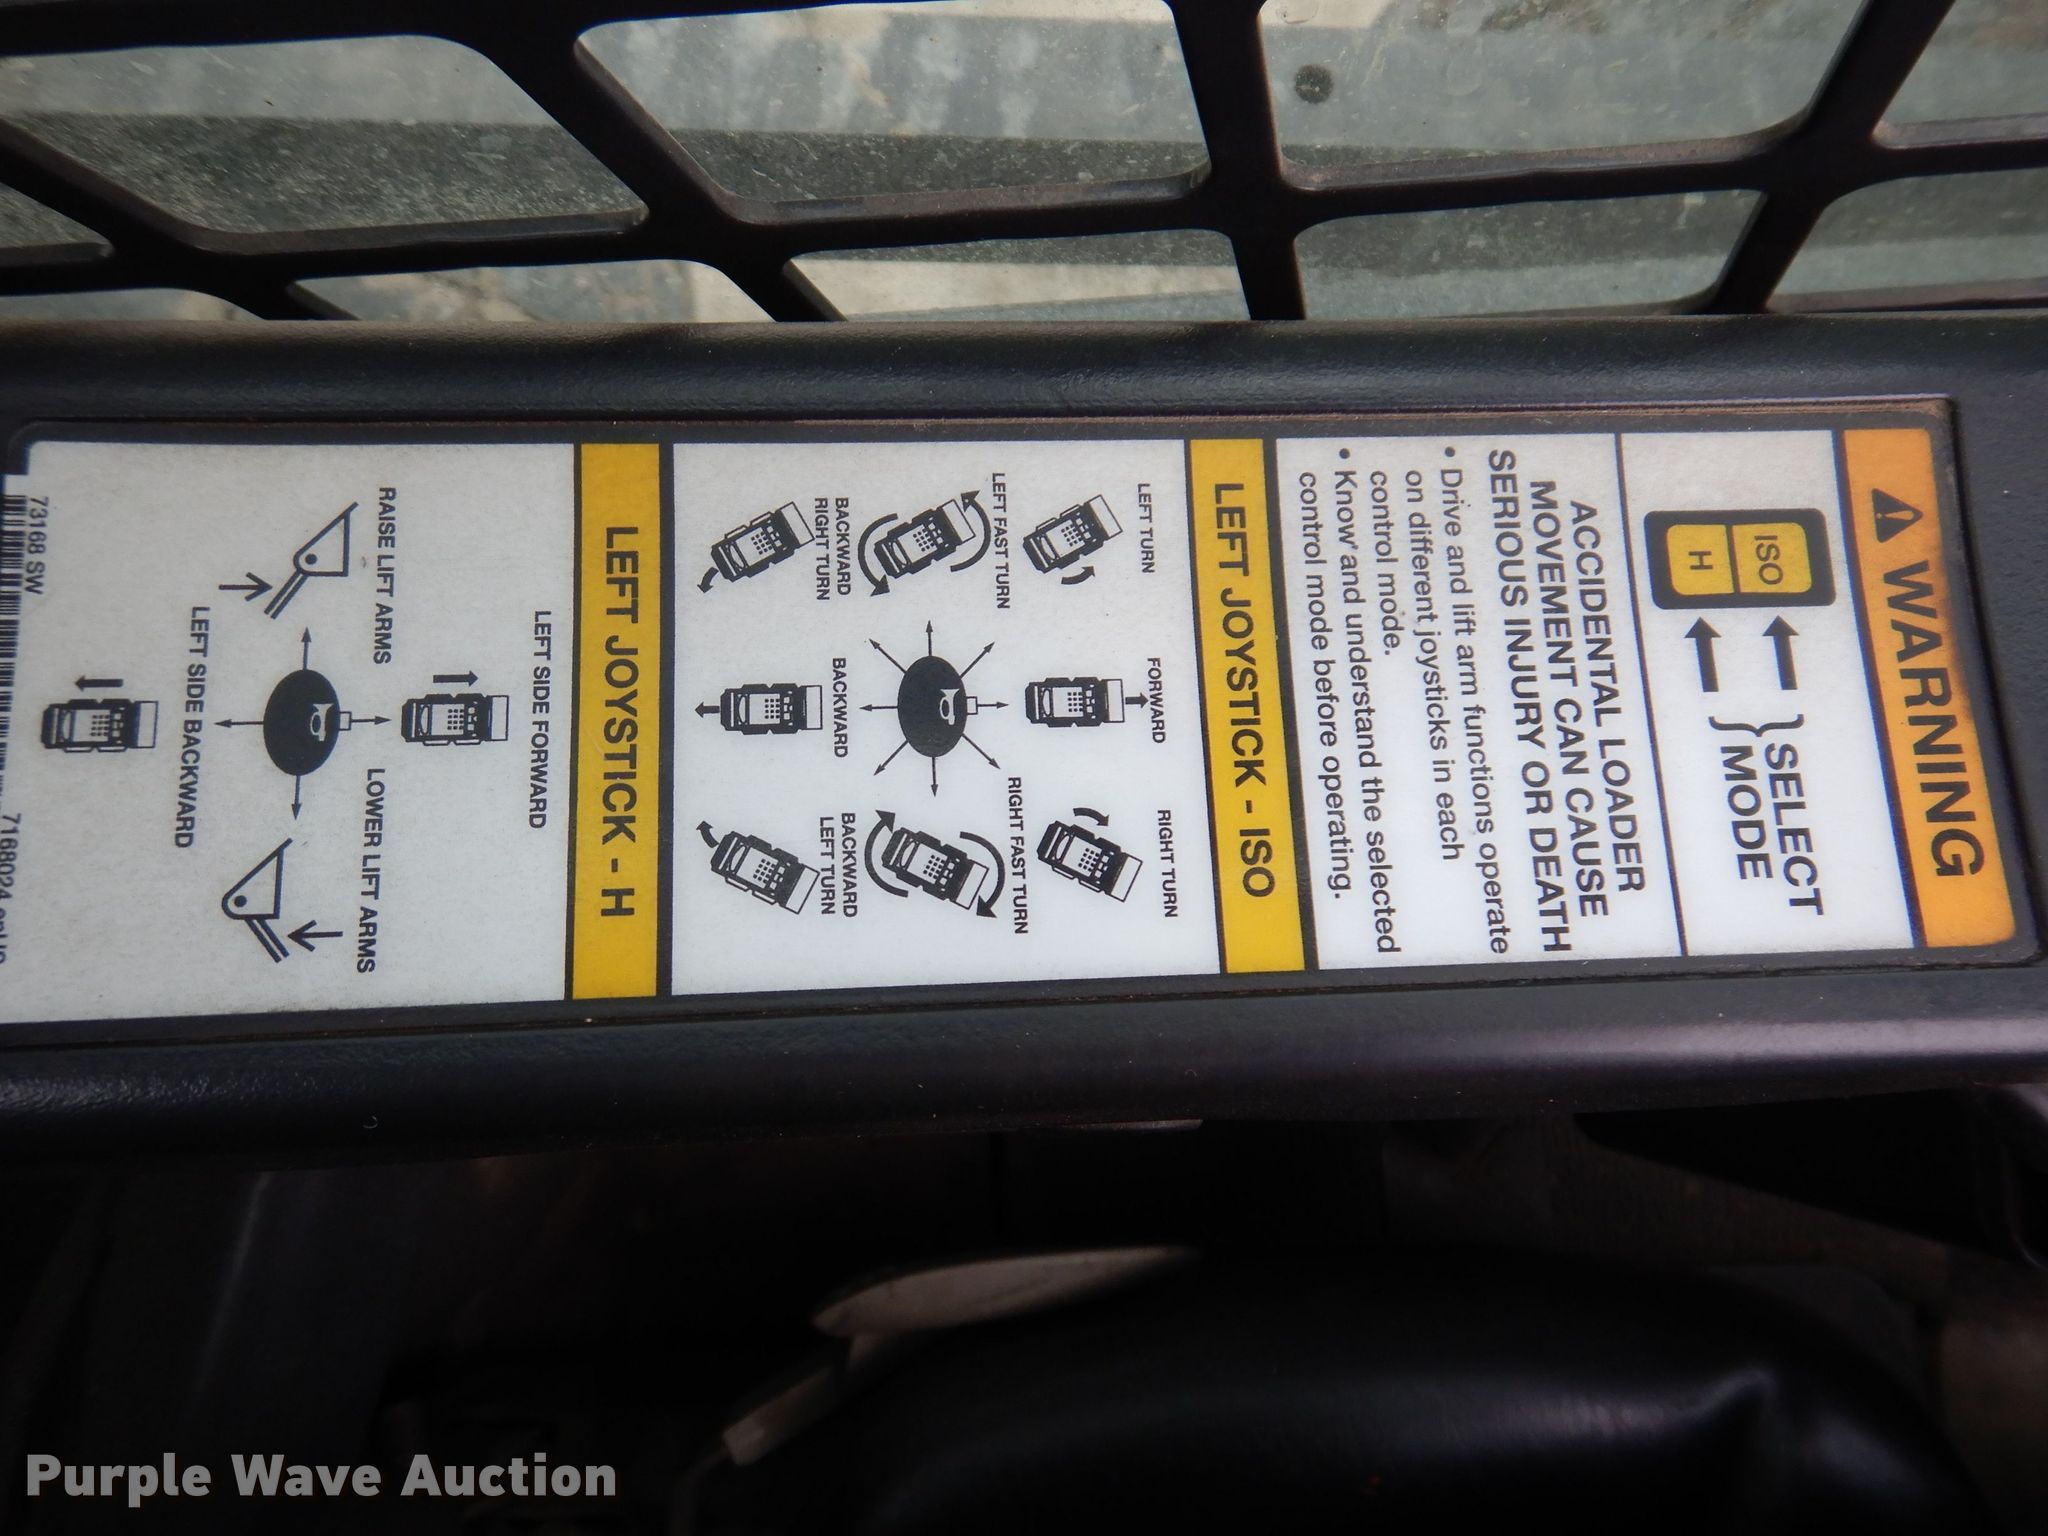 WARNING
ISO
H
SELECT
MODE
ACCIDENTAL LOADER
MOVEMENT CAN CAUSE
SERIOUS INJURY OR DEATH
• Drive and lift arm functions operate
on different joysticks in each
control mode.
• Know and understand the selected
control mode before operating.
LEFT JOYSTICK - ISO
LEFT TURN
FORWARD
RIGHT TURN
LEFT FAST TURN
RIGHT FAST TURN
BACKWARD
RIGHT TURN
BACKWARD
BACKWARD
LEFT TURN
LEFT JOYSTICK - H
LEFT SIDE FORWARD
RAISE LIFT ARMS
LOWER LIFT ARMS
LEFT SIDE BACKWARD
73168 SW
7168024
Purple Wave Auction